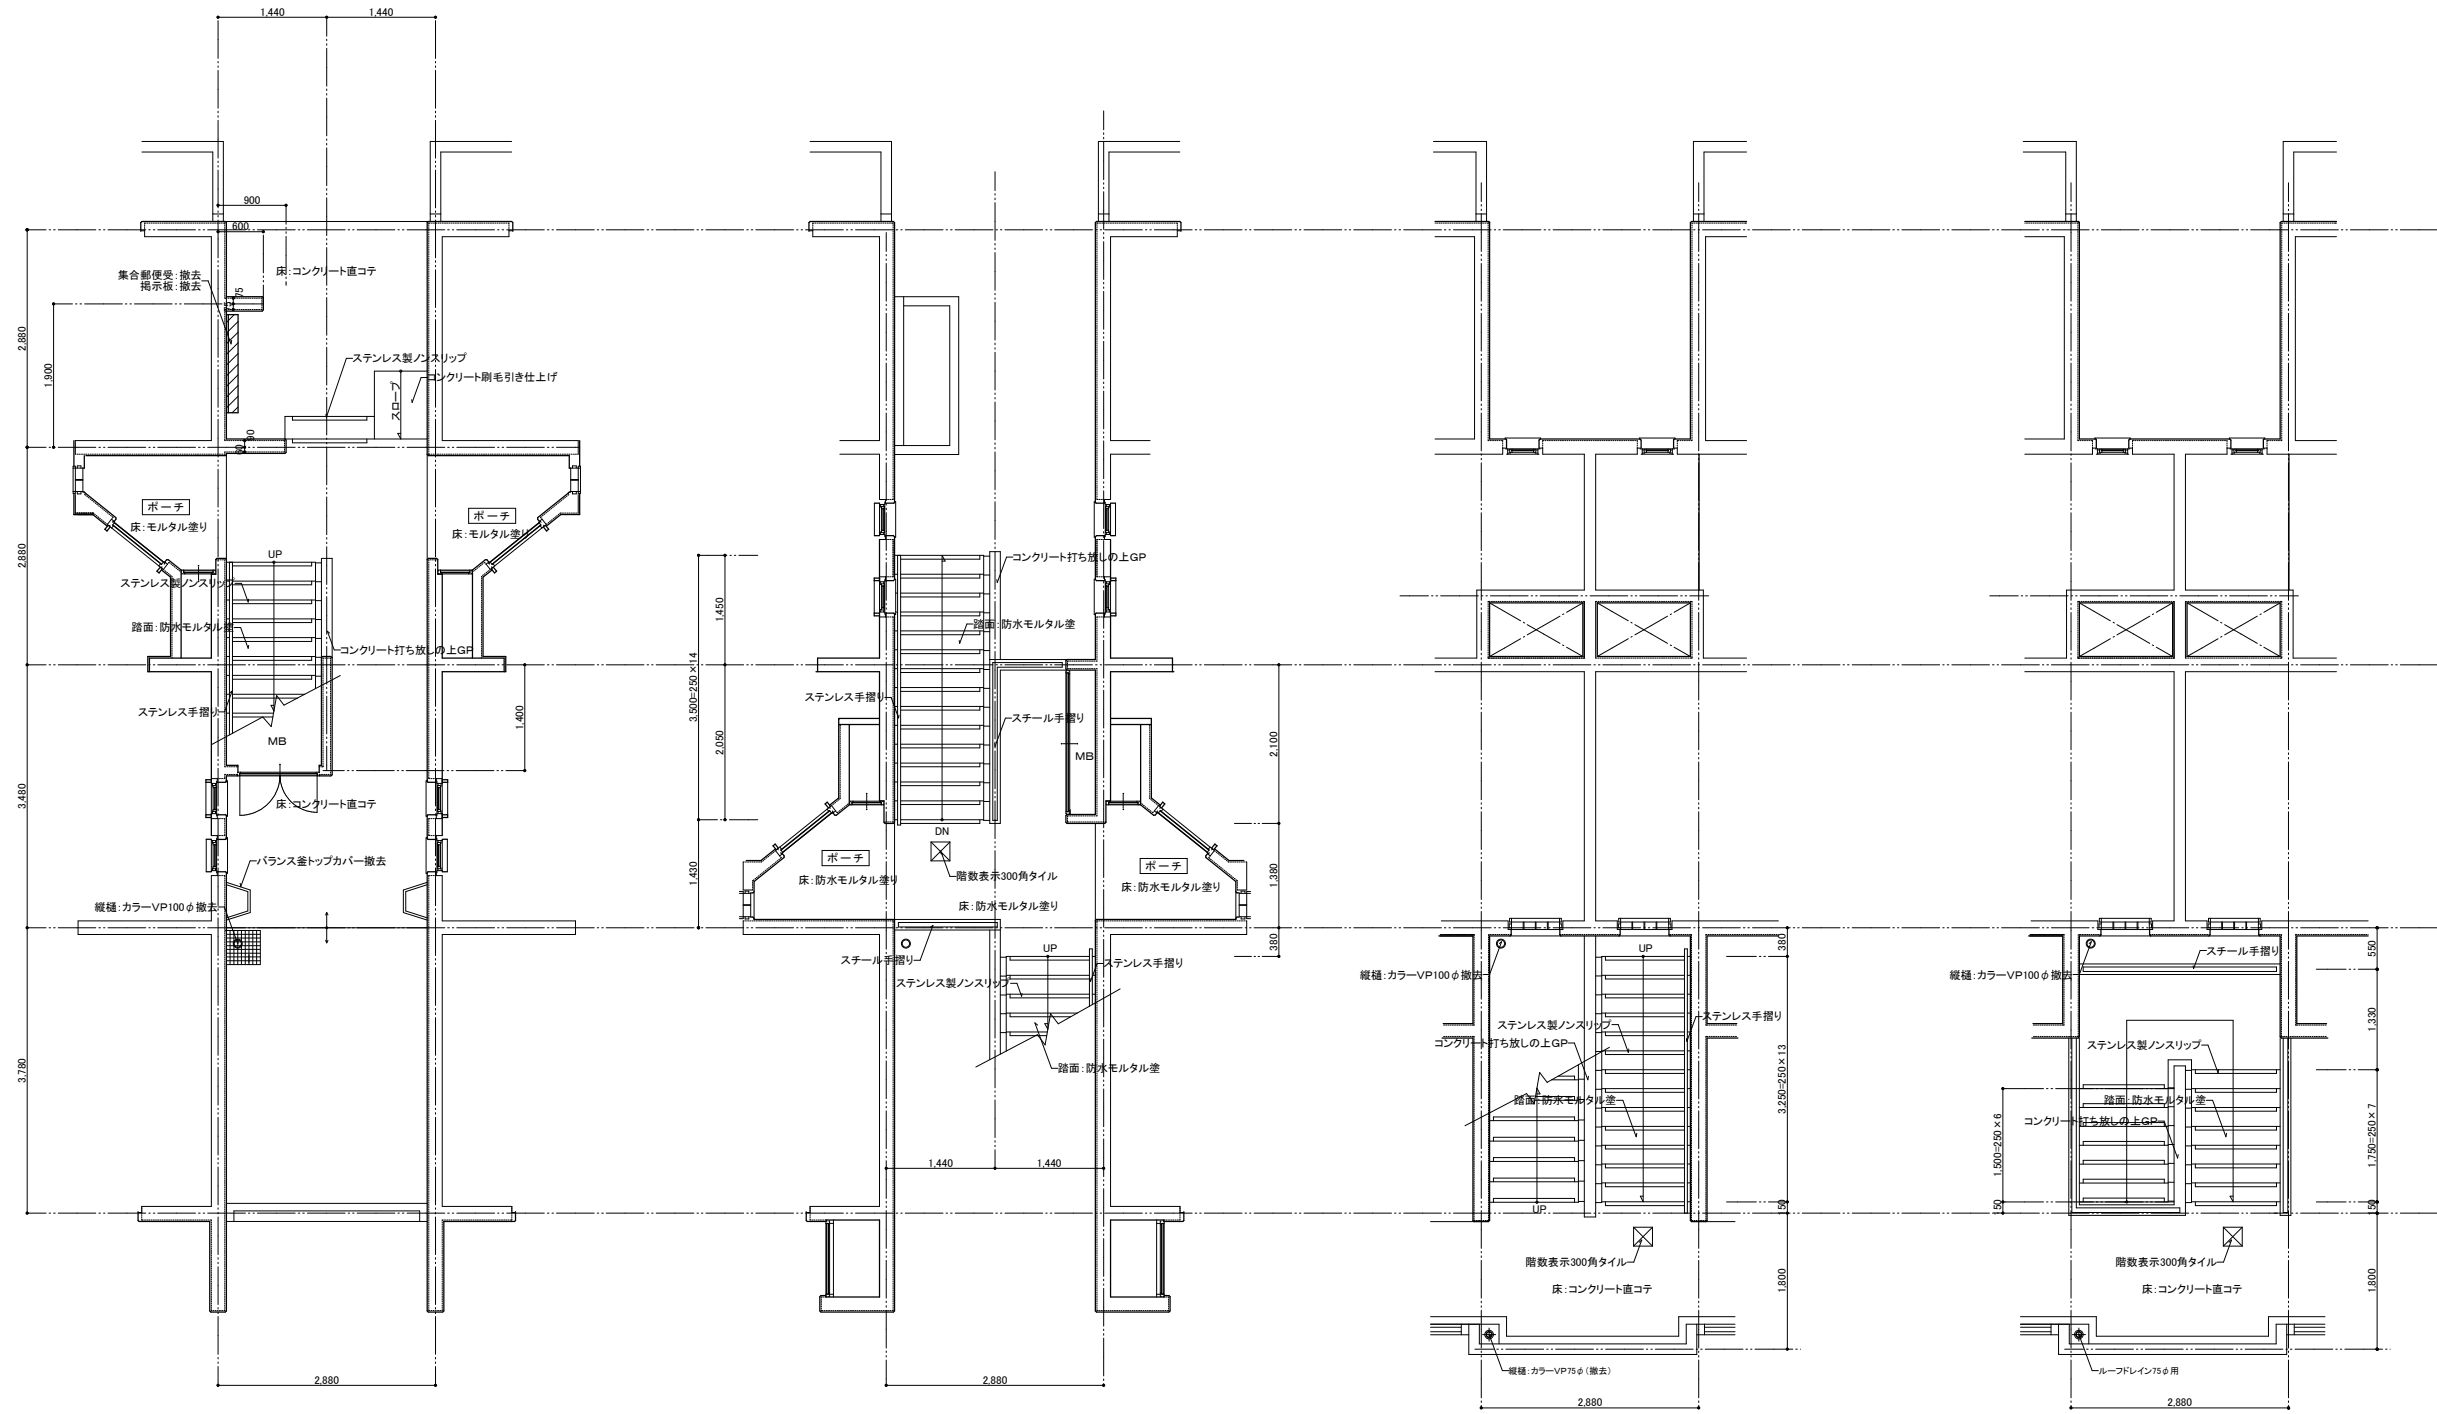 1,440
1,440
900
600
集合郵便受:撤去
掲示板:撤去
床:コンクリート直コテ
75
75
2,880
1,900
ステンレス製ノンスリップ
コンクリート刷毛引き仕上げ
スロープ
90
90
ポーチ
床:モルタル塗り
ポーチ
床:モルタル塗り
2,880
UP
ステンレス製ノンスリップ
踏面:防水モルタル塗
コンクリート打ち放しの上GP
ステンレス手摺り
1,400
MB
3,480
床:コンクリート直コテ
バランス釜トップカバー撤去
縦樋:カラーVP100φ撤去
3,780
2,880
コンクリート打ち放しの上GP
1,450
踏面:防水モルタル塗
3,500=250×14
ステンレス手摺り
スチール手摺り
2,050
2,100
MB
DN
ポーチ
床:防水モルタル塗り
階数表示300角タイル
ポーチ
床:防水モルタル塗り
1,430
1,380
床:防水モルタル塗り
380
スチール手摺り
UP
ステンレス手摺り
ステンレス製ノンスリップ
踏面:防水モルタル塗
1,440
1,440
2,880
縦樋:カラーVP100φ撤去
UP
380
ステンレス製ノンスリップ
ステンレス手摺り
コンクリート打ち放しの上GP
3,250=250×13
踏面:防水モルタル塗
UP
150
階数表示300角タイル
床:コンクリート直コテ
1,800
縦樋:カラーVP75φ(撤去)
2,880
縦樋:カラーVP100φ撤去
スチール手摺り
550
1,330
ステンレス製ノンスリップ
踏面:防水モルタル塗
コンクリート打ち放しの上GP
1,500=250×6
1,750=250×7
150
150
階数表示300角タイル
床:コンクリート直コテ
1,800
ルーフドレイン75φ用
2,880